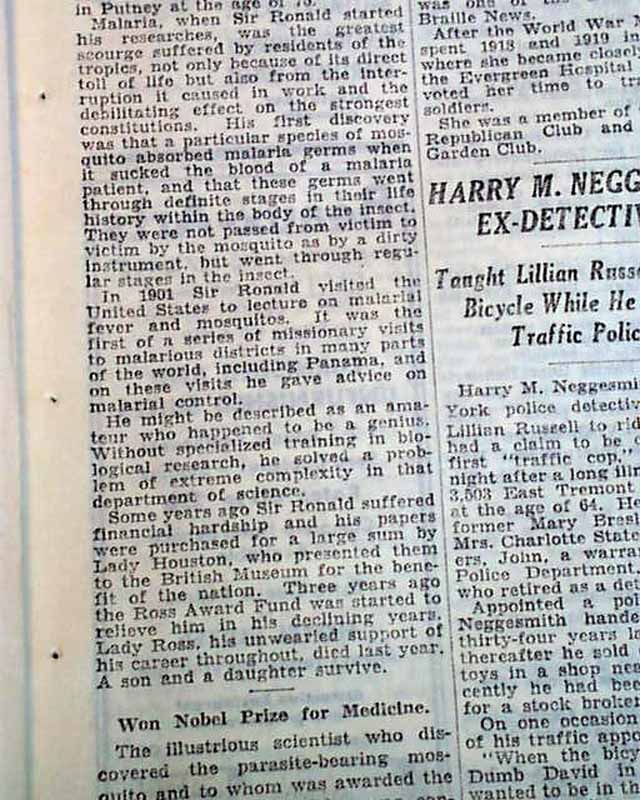 in Putney at the age of 75.
Malaria, when Sir Ronald started
his researches, was the greatest
scourge suffered by residents of the
tropics, not only because of its direct
toll of life but also from the inter-
ruption it caused in work and the
debilitating effect on the strongest
constitutions. His first discovery
was that a particular species of mos-
quito absorbed malaria germs when
it sucked the blood of a malaria
patient, and that these germs went
through definite stages in their life
history within the body of the insect.
They were not passed from victim to
victim by the mosquito as by a dirty
instrument, but went through regu-
lar stages in the insect.
In 1901 Sir Ronald visited the
United States to lecture on malarial
fever and mosquitos. It was the
first of a series of missionary visits
to malarious districts in many parts
of the world, including Panama, and
on these visits he gave advice on
malarial control.
He might be described as an ama-
teur who happened to be a genius.
Without specialized training in bio-
logical research, he solved a prob-
lem of extreme complexity in that
department of science.
Some years ago Sir Ronald suffered
financial hardship and his papers
were purchased for a large sum by
Lady Houston, who presented them
to the British Museum for the bene-
fit of the nation. Three years ago
the Ross Award Fund was started to
relieve him in his declining years.
Lady Ross, his unwearied support of
his career throughout, died last year.
A son and a daughter survive.
Won Nobel Prize for Medicine.
The illustrious scientist who dis-
covered the parasite-bearing mos-
quito and to whom was awarded the
was one of the
Braille News.
After the World War
spent 1918 and 1919 in
where she became closely
the Evergreen Hospital
voted her time to tr
soldiers.
She was a member of
Republican Club and
Garden Club.
HARRY M. NEGG
EX-DETECTIV
Taught Lillian Russe
Bicycle While He
Traffic Polic
Harry M. Neggesmi
York police detectiv
Lillian Russell to rid
had a claim to be
first "traffic cop,"
night after a long illn
3,503 East Tremont
at the age of 64. He
former Mary Bresl
Mrs. Charlotte State
ers, John, a warra
Police Department.
who retired as a det
Appointed a pol
Neggesmith hande
thirty-four years la
thereafter he sold
toys in a shop nea
cently he had bee
for a stock broker
On one occasion
of his traffic appo
"When the bicy
Dumb David in
wanted to be in th